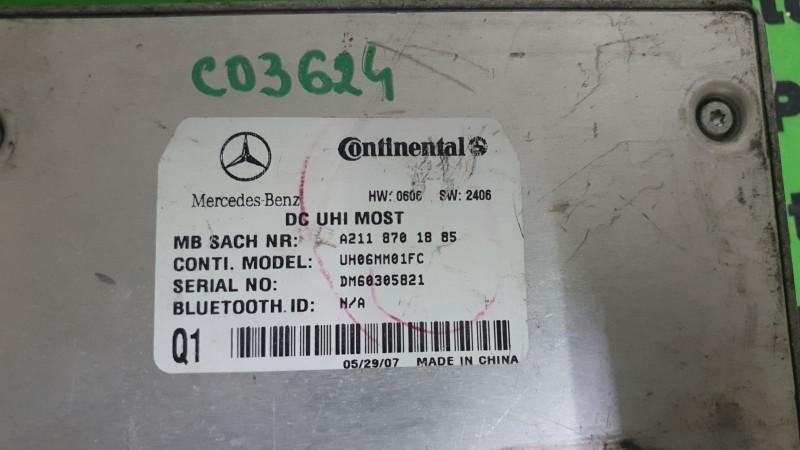 C03624
Mercedes-Benz
Continental
HW: 0606 SW: 2406
DC UHI MOST
MB SACH NR: A211 870 18 85
CONTI. MODEL: UH06MM01FC
SERIAL NO: DM60305821
BLUETOOTH.ID: N/A
Q1
05/29/07 MADE IN CHINA